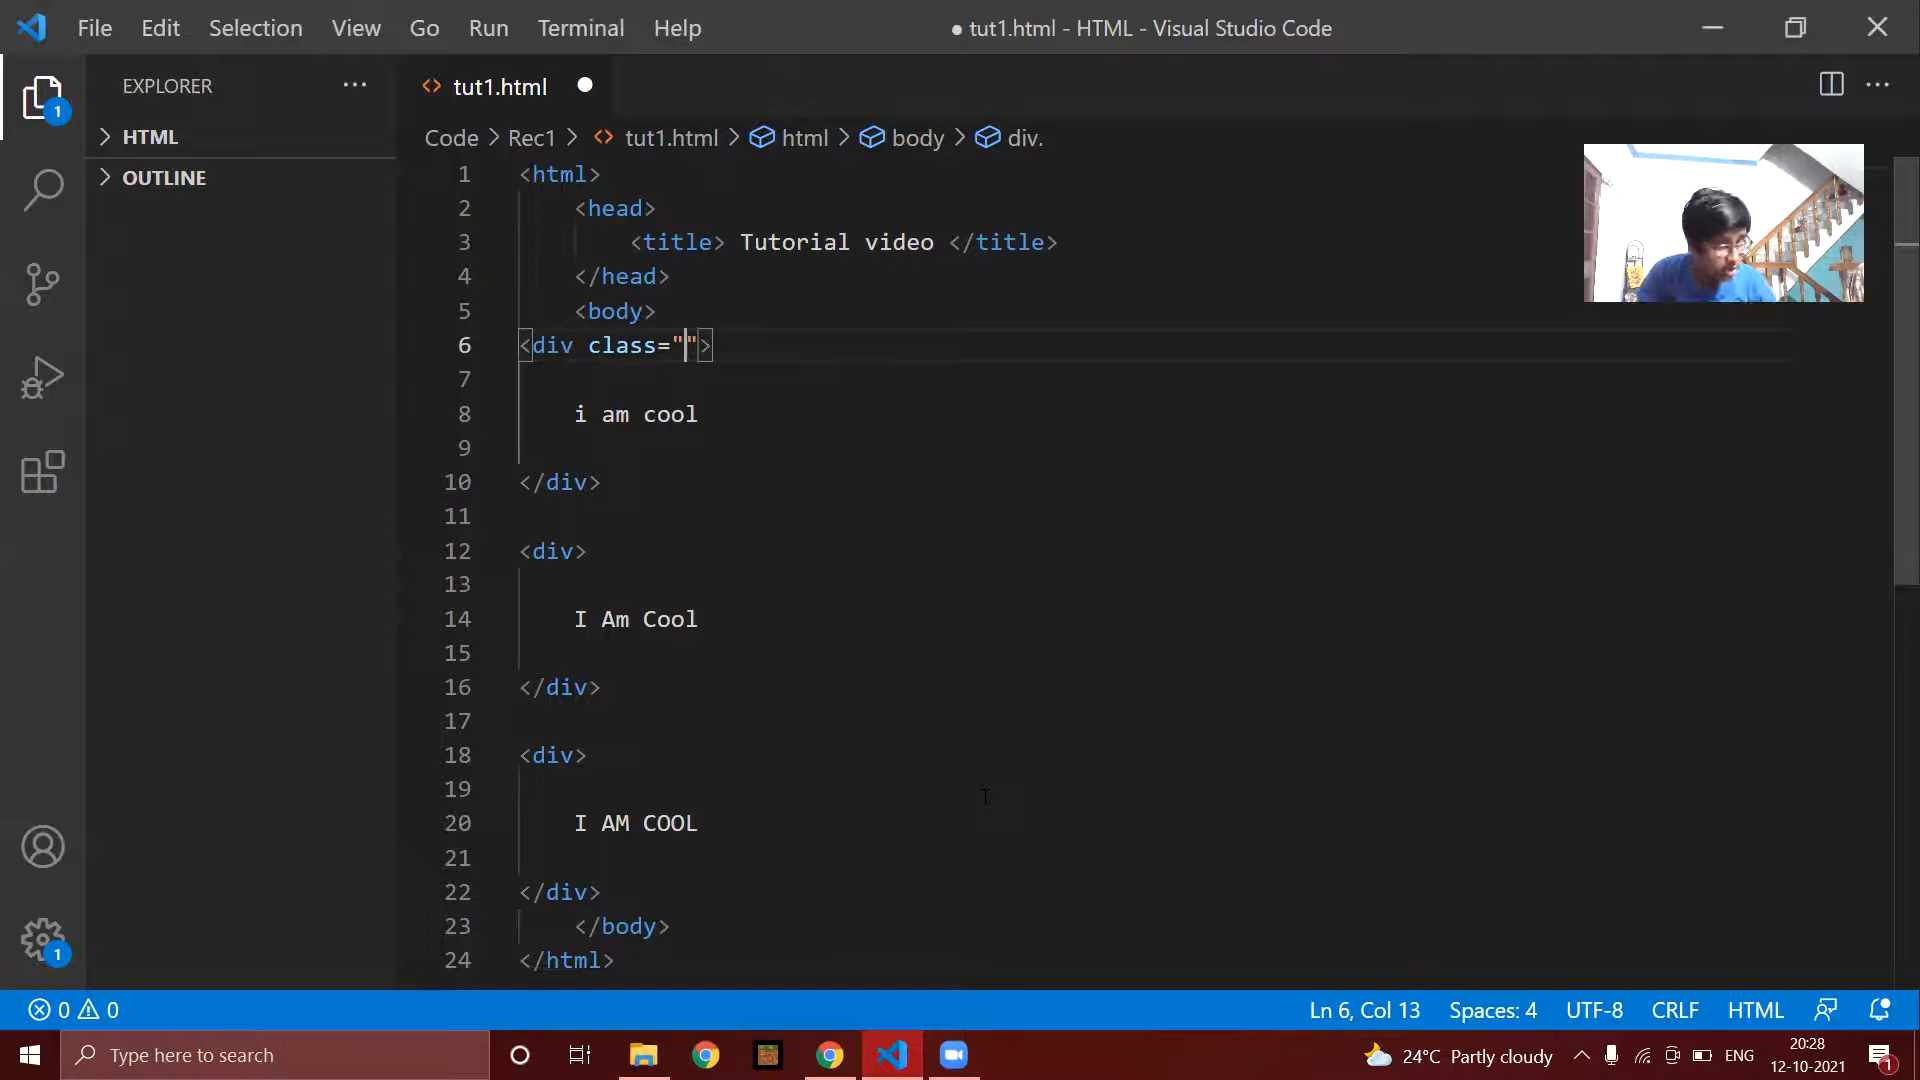 File Edit Selection View Go Run Terminal Help
● tut1.html - HTML - Visual Studio Code
EXPLORER
HTML
OUTLINE
tut1.html
Code > Rec1 > tut1.html > html > body > div.
1 <html>
2 <head>
3 <title> Tutorial video </title>
4 </head>
5 <body>
6 <div class="">
7
8 i am cool
9
10 </div>
11
12 <div>
13
14 I Am Cool
15
16 </div>
17
18 <div>
19
20 I AM COOL
21
22 </div>
23 </body>
24 </html>
1
1
0 0
Ln 6, Col 13 Spaces: 4 UTF-8 CRLF HTML
Type here to search
24°C Partly cloudy
ENG
20:28
12-10-2021
1